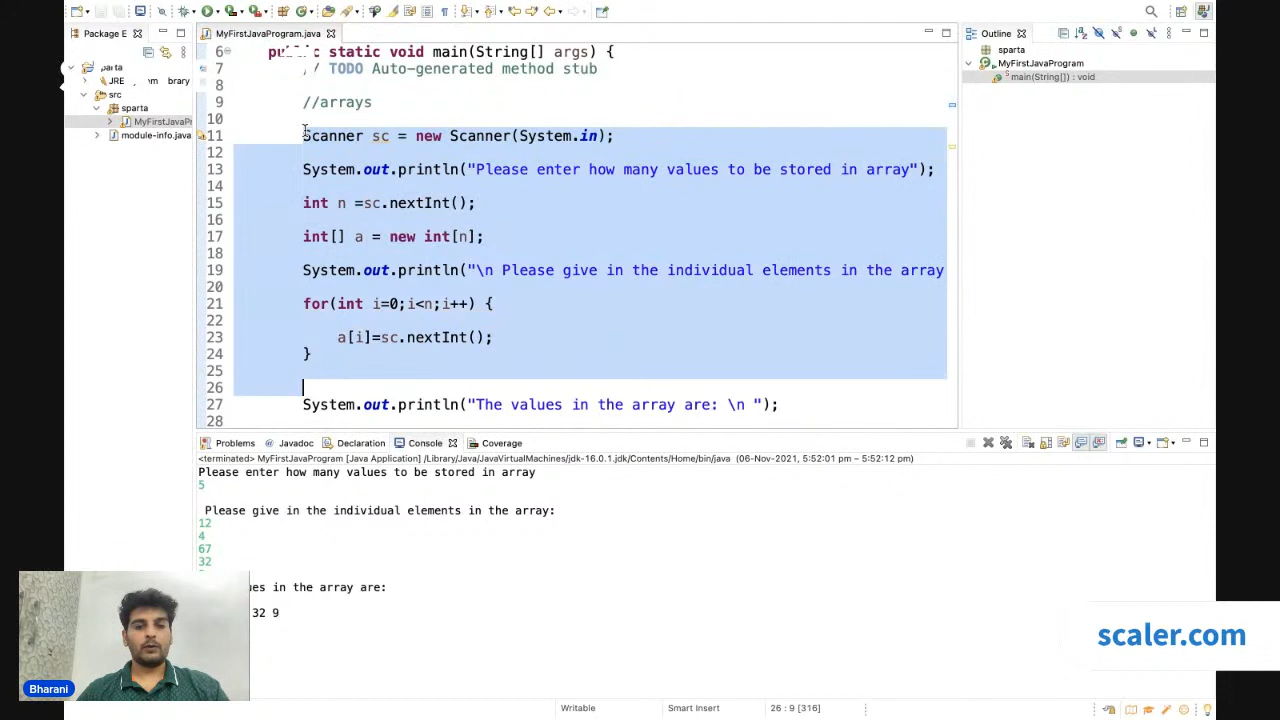 MyFirstJavaProgram.java
Package E
Outline
parta
JRE
brary
src
sparta
MyFirstJavaPr
module-info.java
6 public static void main(String[] args) {
7 // TODO Auto-generated method stub
8
9 //arrays
10
11 Scanner sc = new Scanner(System.in);
12
13 System.out.println("Please enter how many values to be stored in array");
14
15 int n =sc.nextInt();
16
17 int[] a = new int[n];
18
19 System.out.println("\n Please give in the individual elements in the array
20
21 for(int i=0;i<n;i++) {
22
23 a[i]=sc.nextInt();
24 }
25
26
27 System.out.println("The values in the array are: \n ");
28
sparta
MyFirstJavaProgram
main(String[]) : void
Problems
Javadoc
Declaration
Console
Coverage
<terminated> MyFirstJavaProgram [Java Application] /Library/Java/JavaVirtualMachines/jdk-16.0.1.jdk/Contents/Home/bin/java (06-Nov-2021, 5:52:01 pm – 5:52:12 pm)
Please enter how many values to be stored in array
5
Please give in the individual elements in the array:
12
4
67
32
ues in the array are:
32 9
scaler.com
Bharani
Writable
Smart Insert
26 : 9 [316]